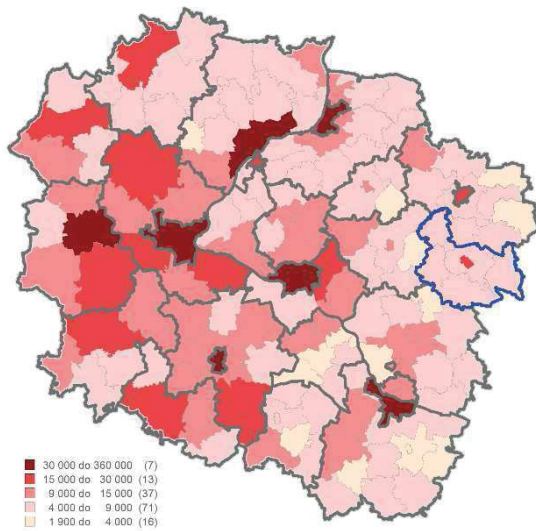 30 000 do 360 000 (7)
15 000 do 30 000 (13)
9 000 do 15 000 (37)
4 000 do 9 000 (71)
1 900 do 4 000 (16)